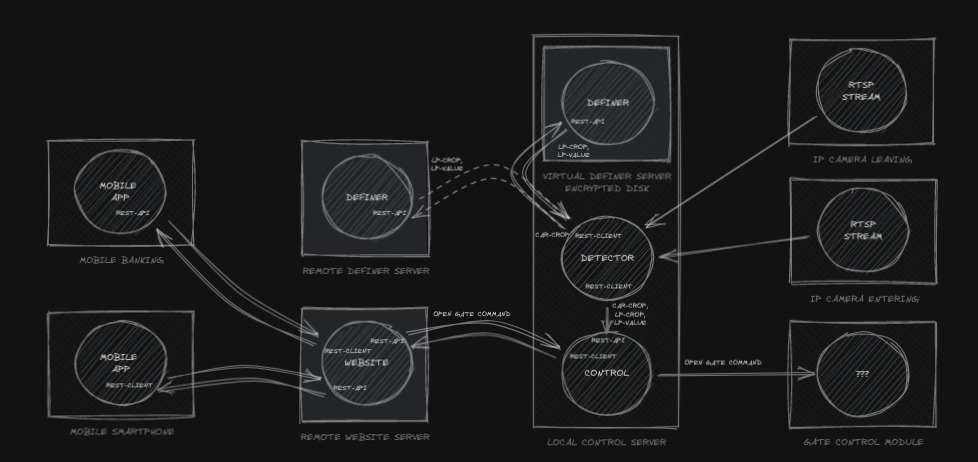 MOBILE
APP
REST-API
MOBILE BANKING
MOBILE
APP
REST-CLIENT
MOBILE SMARTPHONE
DEFINER
REST-API
REMOTE DEFINER SERVER
LP-CROP,
LP-VALUE
REST-API
REST-CLIENT
WEBSITE
REST-API
REMOTE WEBSITE SERVER
OPEN GATE COMMAND
DEFINER
REST-API
LP-CROP,
LP-VALUE
VIRTUAL DEFINER SERVER
ENCRYPTED DISK
CAR-CROP
REST-CLIENT
DETECTOR
REST-CLIENT
CAR-CROP,
LP-CROP,
LP-VALUE
REST-API
REST-CLIENT
CONTROL
LOCAL CONTROL SERVER
OPEN GATE COMMAND
RTSP
STREAM
IP CAMERA LEAVING
RTSP
STREAM
IP CAMERA ENTERING
???
GATE CONTROL MODULE